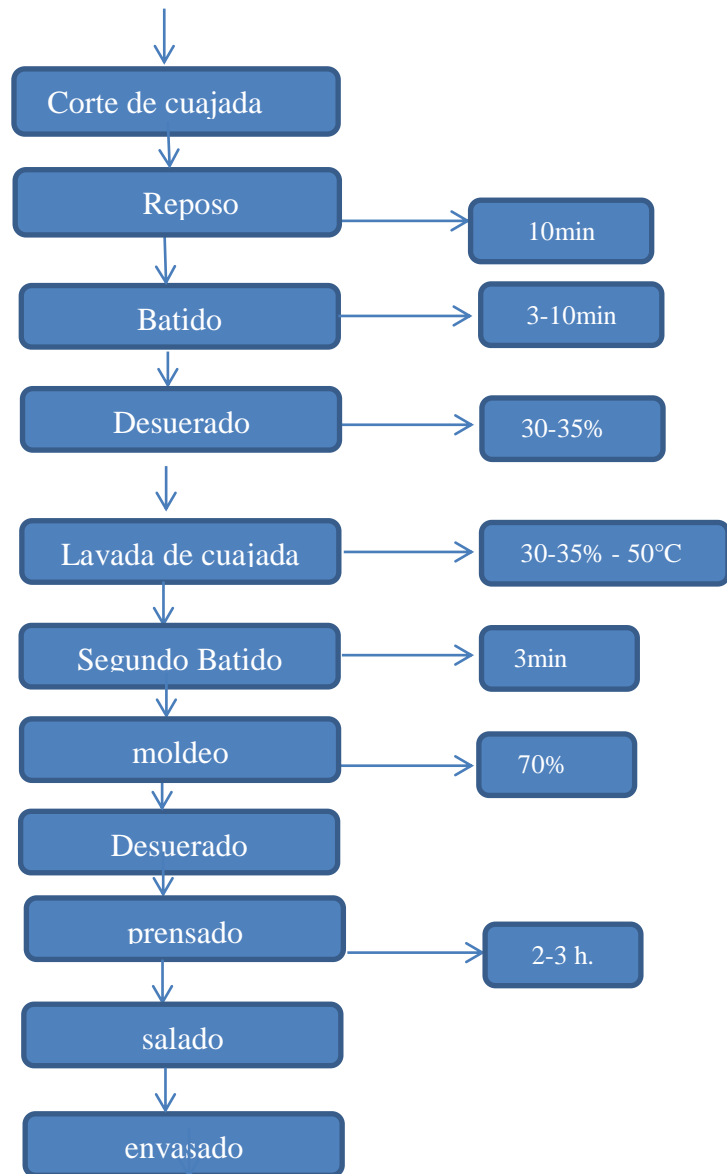 Corte de cuajada
Reposo
10min
Batido
3-10min
Desuerado
30-35%
Lavada de cuajada
30-35% - 50°C
Segundo Batido
3min
moldeo
70%
Desuerado
prensado
2-3 h.
salado
envasado